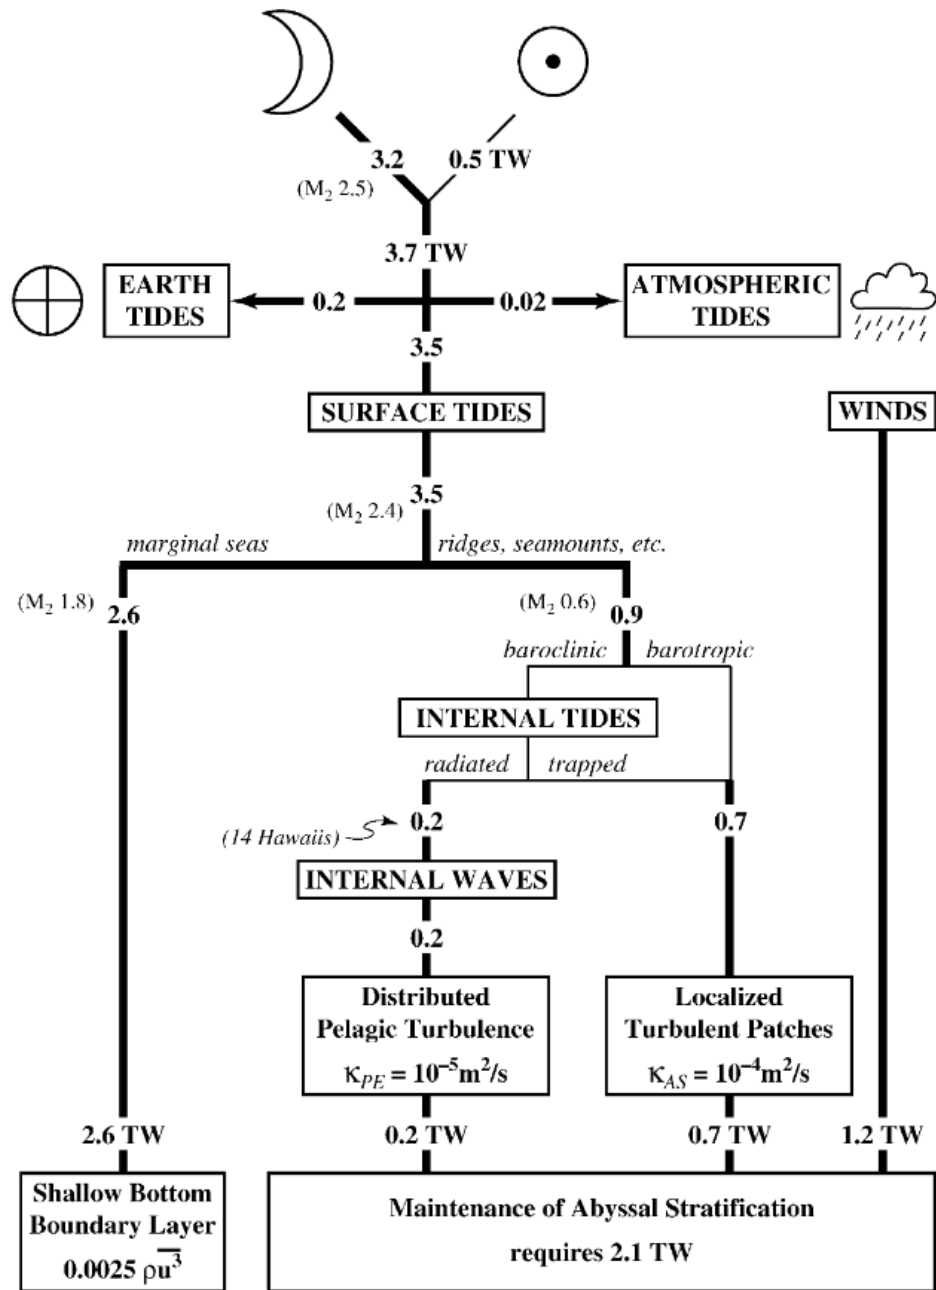 3.2
0.5 TW
(M₂ 2.5)
3.7 TW
EARTH
TIDES
0.2
0.02
ATMOSPHERIC
TIDES
3.5
SURFACE TIDES
WINDS
3.5
(M₂ 2.4)
marginal seas
ridges, seamounts, etc.
(M₂ 1.8)
2.6
(M₂ 0.6)
0.9
baroclinic
barotropic
INTERNAL TIDES
radiated
trapped
(14 Hawaiis)
0.2
0.7
INTERNAL WAVES
0.2
Distributed
Pelagic Turbulence
κ_PE = 10⁻⁵m²/s
Localized
Turbulent Patches
κ_AS = 10⁻⁴m²/s
2.6 TW
0.2 TW
0.7 TW
1.2 TW
Shallow Bottom
Boundary Layer
0.0025 ρu̅³̅
Maintenance of Abyssal Stratification
requires 2.1 TW